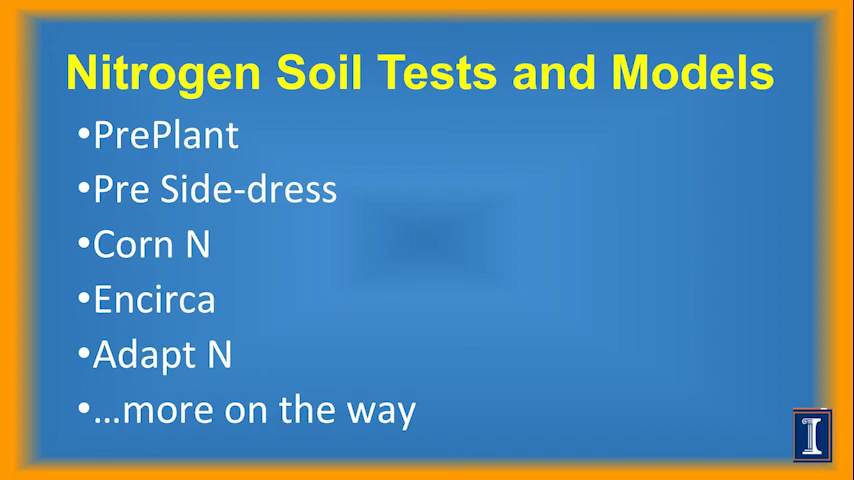 Nitrogen Soil Tests and Models
•PrePlant
•Pre Side-dress
•Corn N
•Encirca
•Adapt N
•...more on the way
I